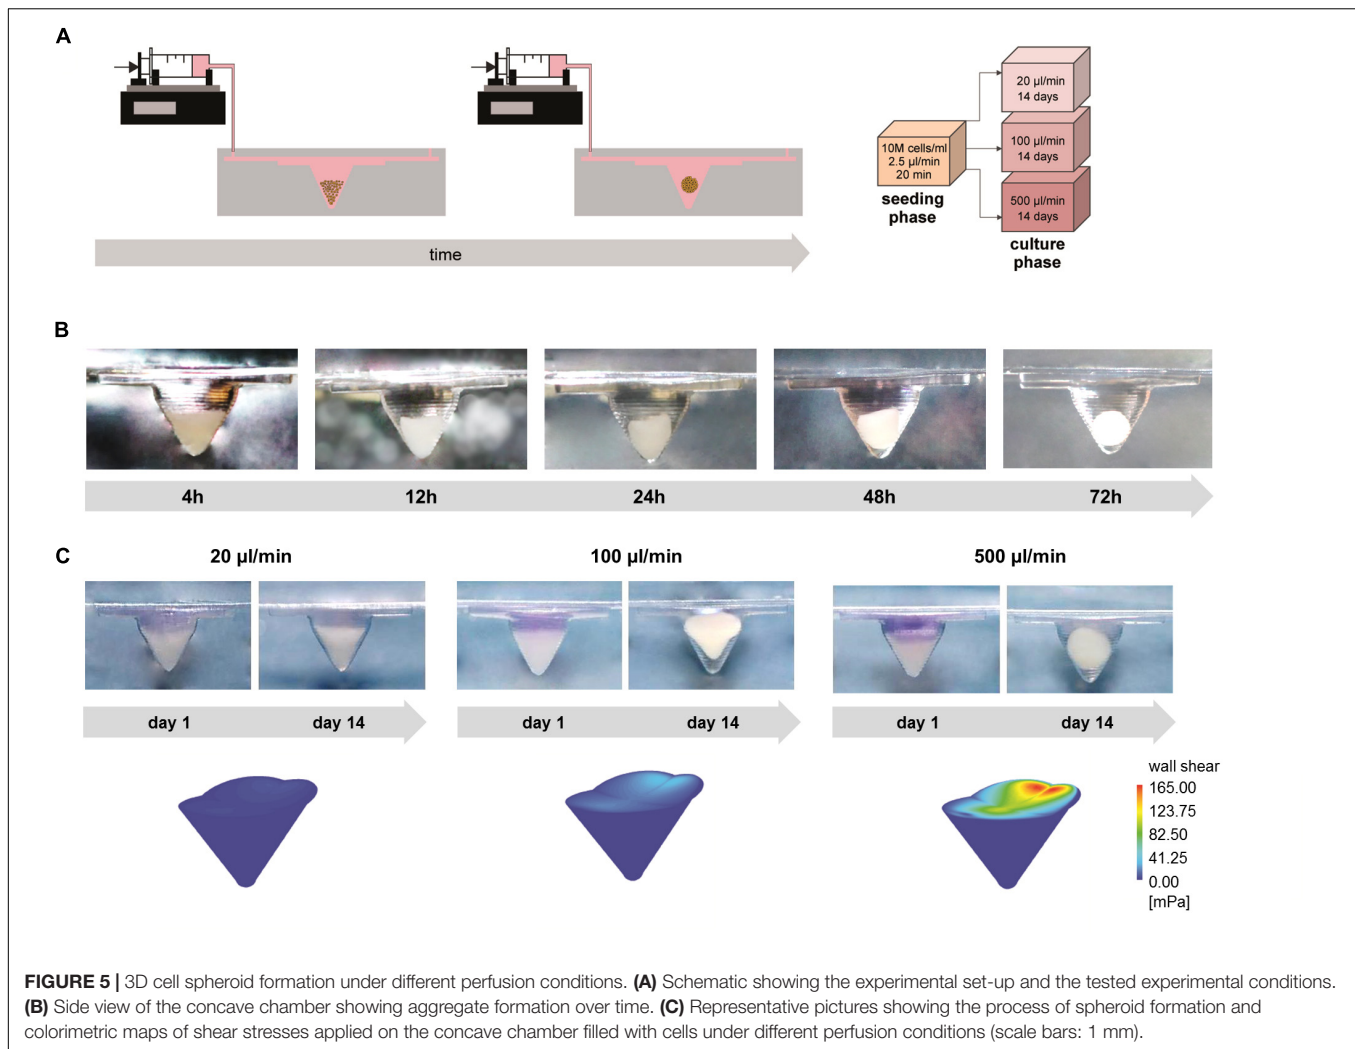 A
10M cells/ml
2.5 µl/min
20 min
seeding
phase
20 µl/min
14 days
100 µl/min
14 days
500 µl/min
14 days
culture
phase
time
B
4h
12h
24h
48h
72h
C
20 µl/min
100 µl/min
500 µl/min
day 1
day 14
day 1
day 14
day 1
day 14
wall shear
165.00
123.75
82.50
41.25
0.00
[mPa]
FIGURE 5 | 3D cell spheroid formation under different perfusion conditions. (A) Schematic showing the experimental set-up and the tested experimental conditions.
(B) Side view of the concave chamber showing aggregate formation over time. (C) Representative pictures showing the process of spheroid formation and
colorimetric maps of shear stresses applied on the concave chamber filled with cells under different perfusion conditions (scale bars: 1 mm).